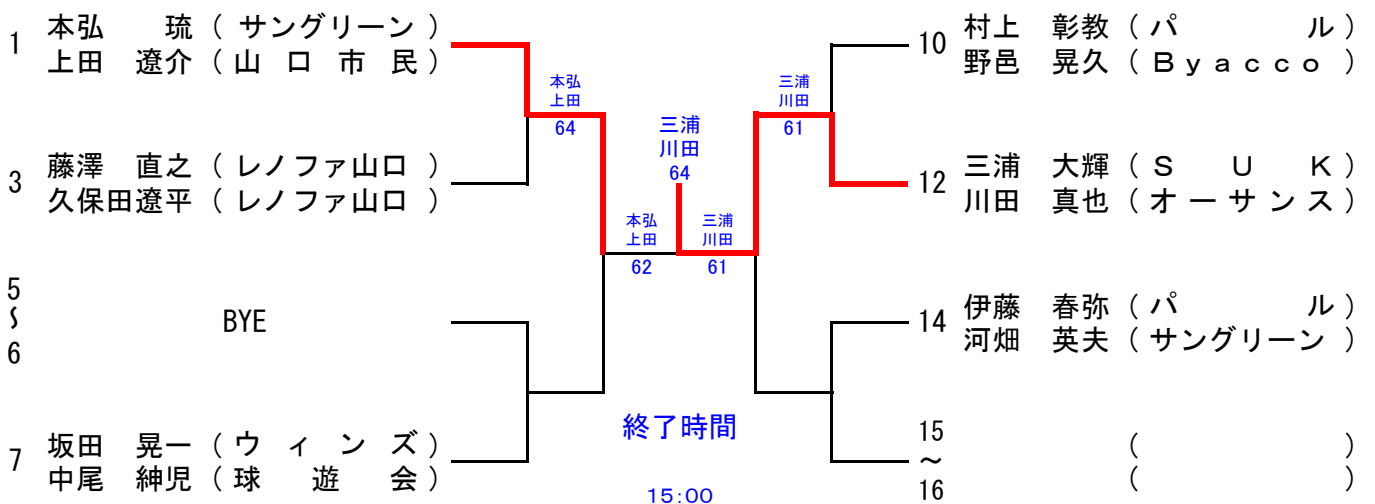 1 本弘 琉 ( サングリーン )
上田 遼介 ( 山口市民 )
3 藤澤 直之 ( レノファ山口 )
久保田遼平 ( レノファ山口 )
5
~
6
BYE
7 坂田 晃一 ( ウィンズ )
中尾 紳児 ( 球遊会 )
本弘
上田
64
本弘
上田
62
三浦
川田
64
三浦
川田
61
三浦
川田
61
終了時間
15:00
10 村上 彰教 ( パル )
野邑 晃久 ( Byacco )
12 三浦 大輝 ( SUK )
川田 真也 ( オーサンス )
14 伊藤 春弥 ( パル )
河畑 英夫 ( サングリーン )
15 ( )
~
16 ( )